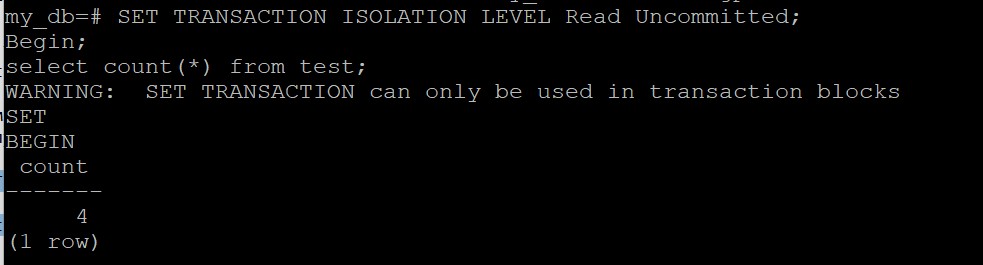 my_db=# SET TRANSACTION ISOLATION LEVEL Read Uncommitted;
Begin;
select count(*) from test;
WARNING:  SET TRANSACTION can only be used in transaction blocks
SET
BEGIN
 count
-------
     4
(1 row)